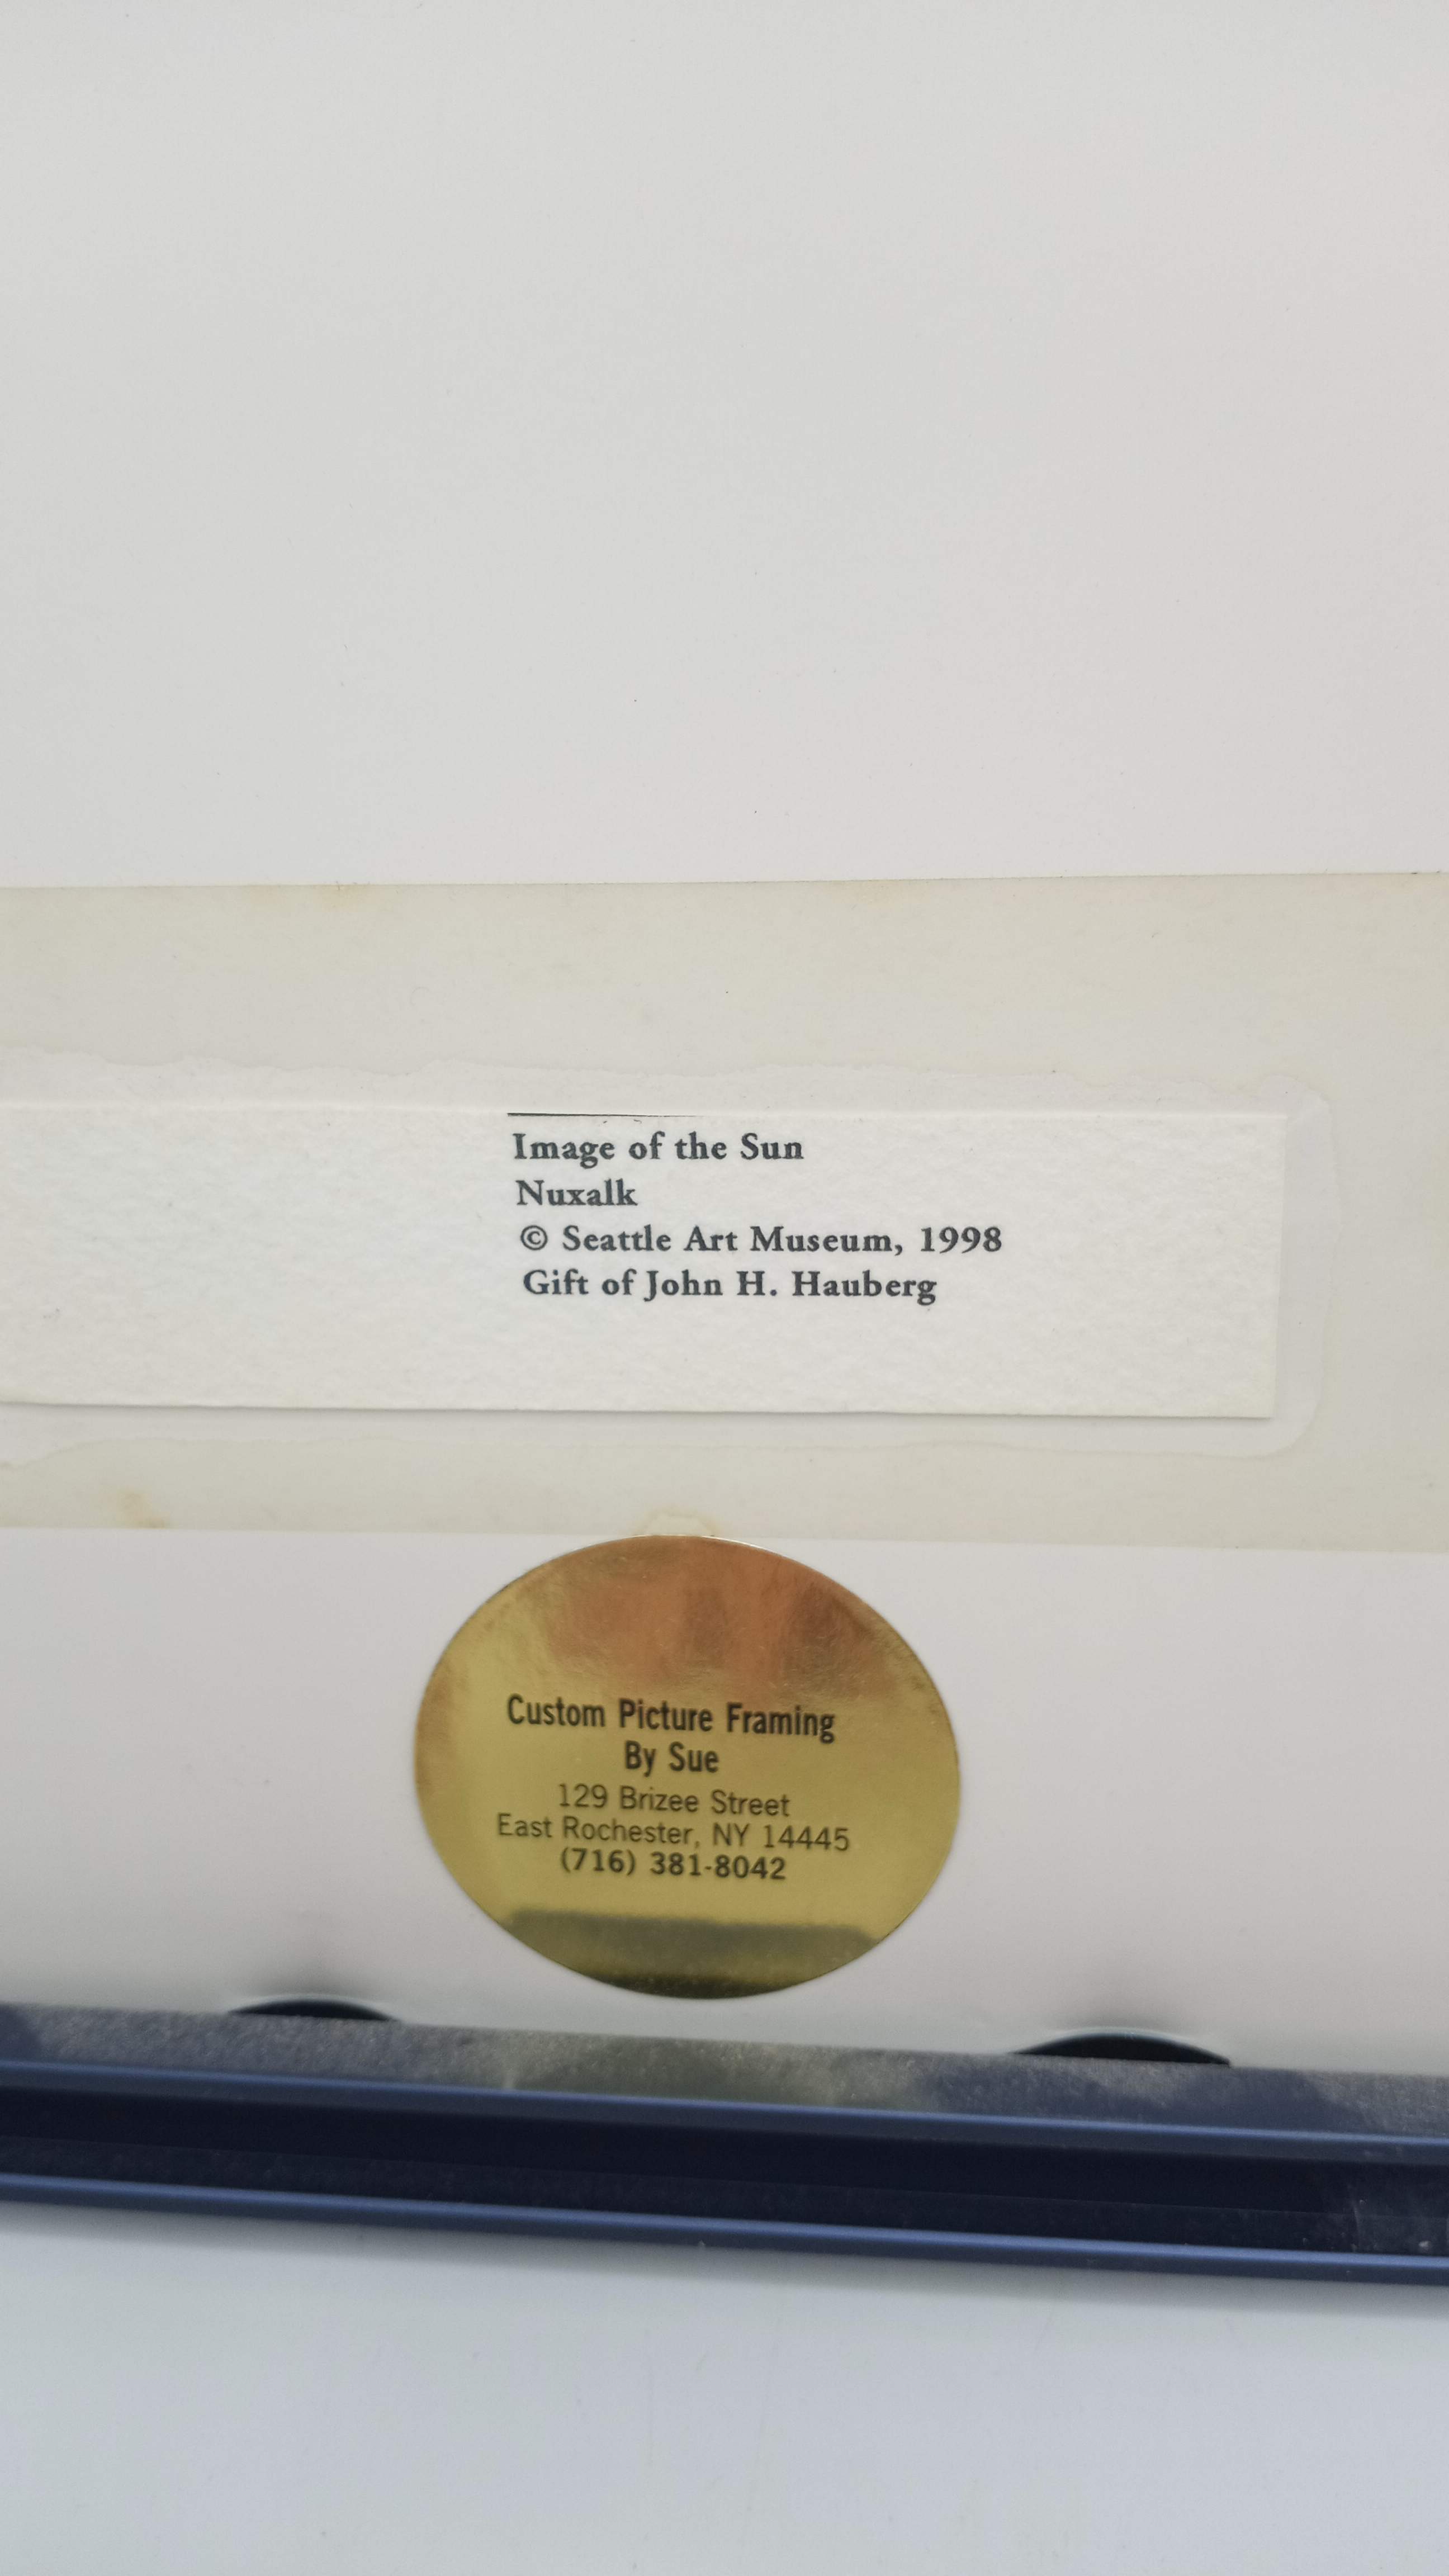 Image of the Sun
Nuxalk
© Seattle Art Museum, 1998
Gift of John H. Hauberg
Custom Picture Framing
By Sue
129 Brizee Street
East Rochester, NY 14445
(716) 381-8042